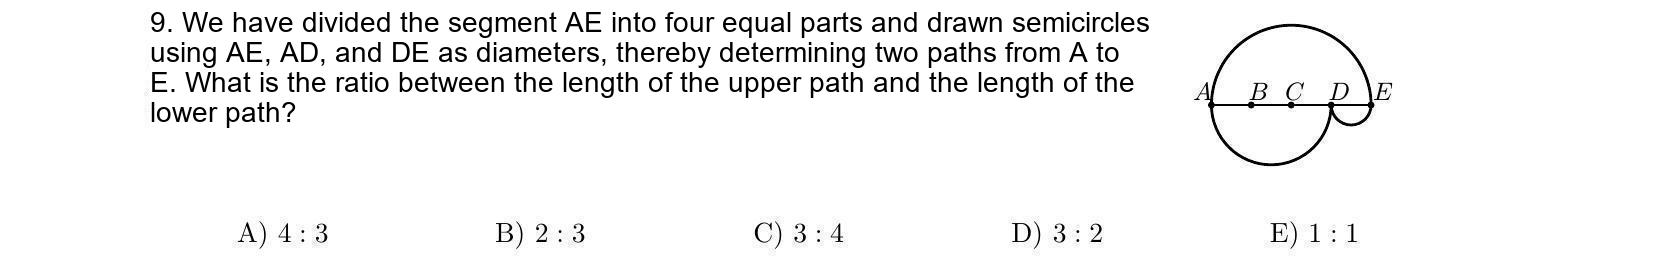 9. We have divided the segment AE into four equal parts and drawn semicircles
using AE, AD, and DE as diameters, thereby determining two paths from A to
E. What is the ratio between the length of the upper path and the length of the
lower path?
A B C D E
A) 4 : 3 B) 2 : 3 C) 3 : 4 D) 3 : 2 E) 1 : 1